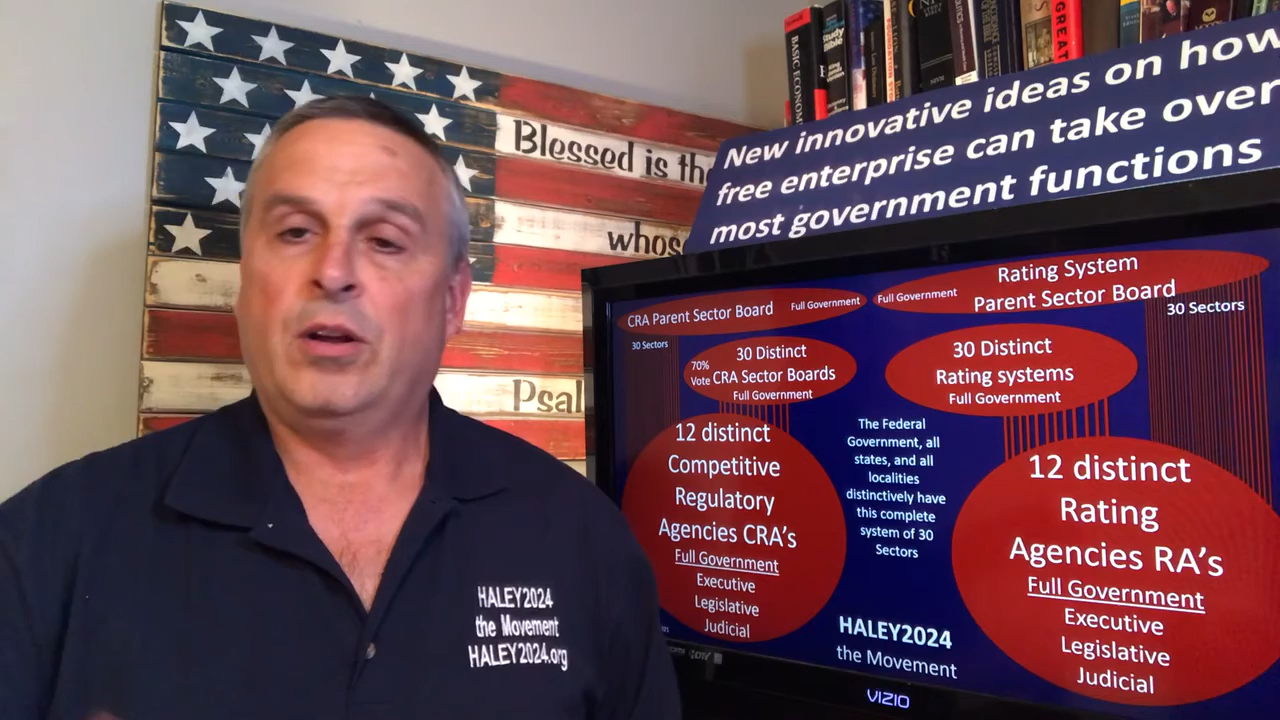 Blessed is the
whose
Psal
BASIC ECONOM
Study
Bible
GREAT
New innovative ideas on how
free enterprise can take over
most government functions
CRA Parent Sector Board
Full Government
30 Sectors
70%
Vote
30 Distinct
CRA Sector Boards
Full Government
12 distinct
Competitive
Regulatory
Agencies CRA's
Full Government
Executive
Legislative
Judicial
Full Government
Rating System
Parent Sector Board
30 Sectors
30 Distinct
Rating systems
Full Government
The Federal
Government, all
states, and all
localities
distinctively have
this complete
system of 30
Sectors
12 distinct
Rating
Agencies RA's
Full Government
Executive
Legislative
Judicial
HALEY2024
the Movement
VIZIO
HALEY2024
the Movement
HALEY2024.org